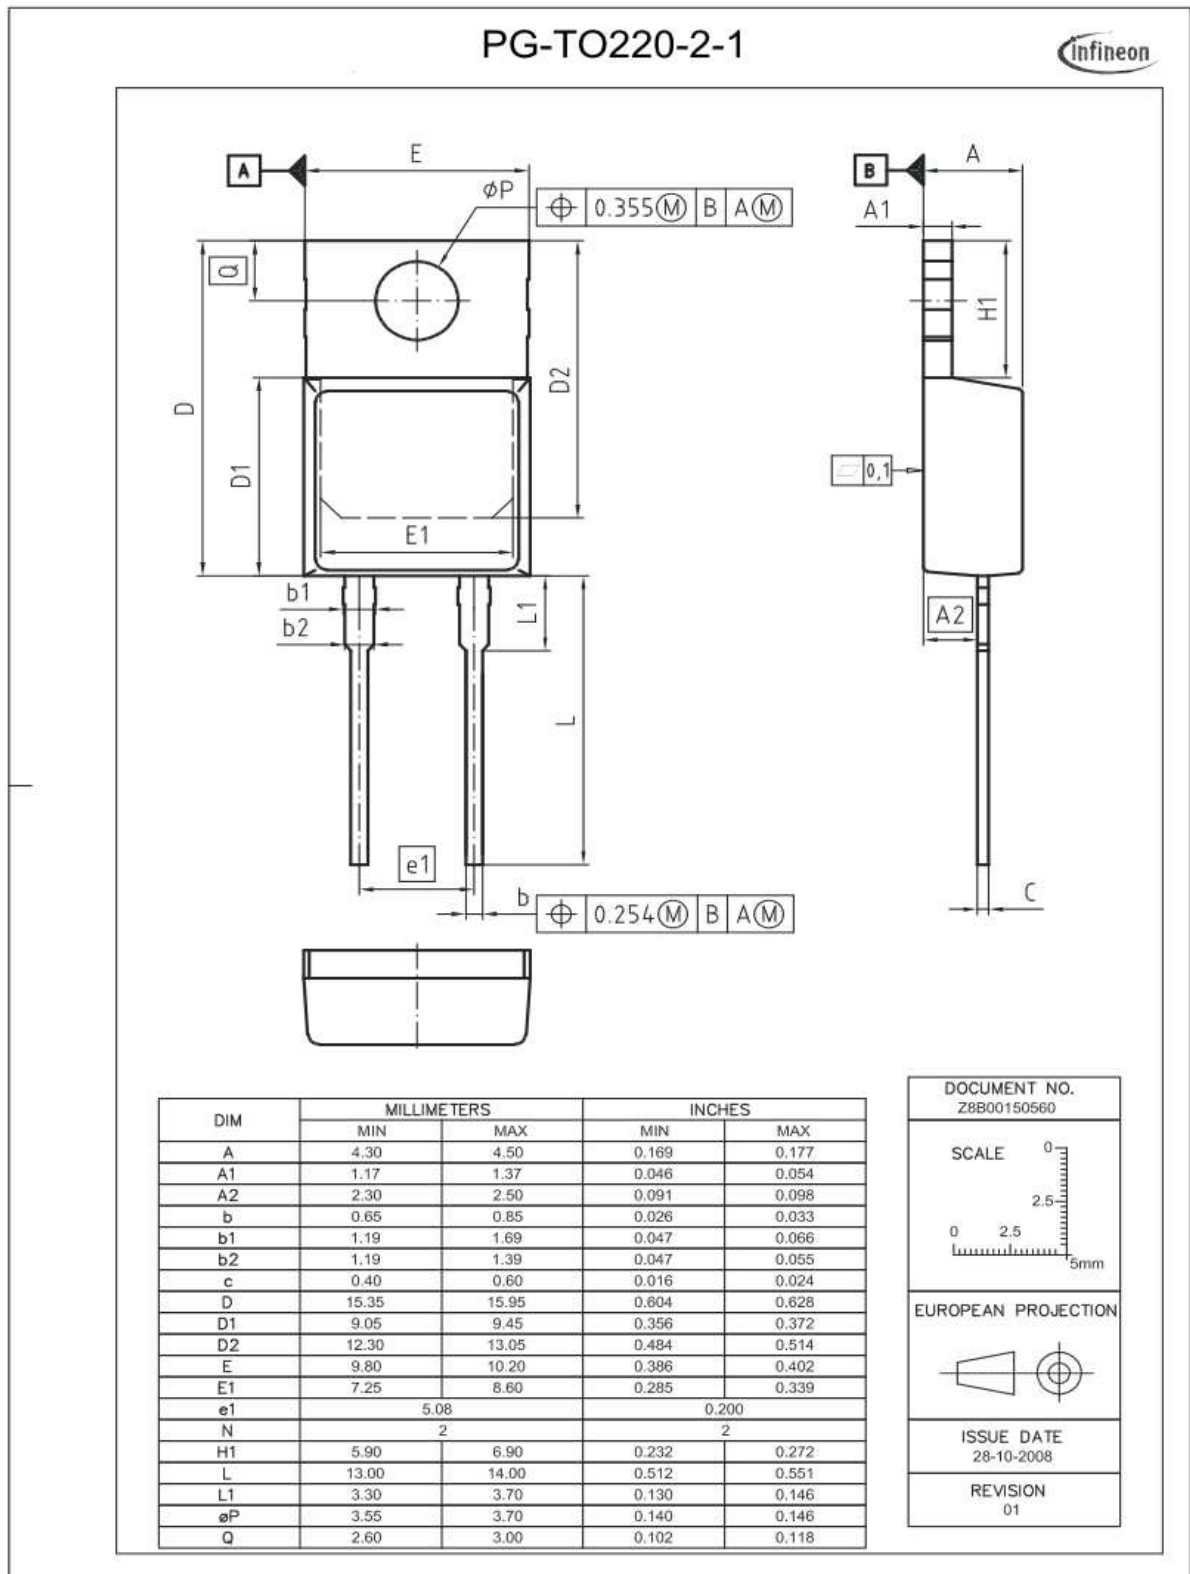 PG-TO220-2-1
infineon
A
E
B
A
øP
⌖ 0.355Ⓜ B AⓂ
A1
Q
H1
D2
D
D1
▱ 0,1
E1
b1
L1
A2
b2
L
e1
b
C
⌖ 0.254Ⓜ B AⓂ
DIM MILLIMETERS INCHES
MIN MAX MIN MAX
A 4.30 4.50 0.169 0.177
A1 1.17 1.37 0.046 0.054
A2 2.30 2.50 0.091 0.098
b 0.65 0.85 0.026 0.033
b1 1.19 1.69 0.047 0.066
b2 1.19 1.39 0.047 0.055
c 0.40 0.60 0.016 0.024
D 15.35 15.95 0.604 0.628
D1 9.05 9.45 0.356 0.372
D2 12.30 13.05 0.484 0.514
E 9.80 10.20 0.386 0.402
E1 7.25 8.60 0.285 0.339
e1 5.08 0.200
N 2 2
H1 5.90 6.90 0.232 0.272
L 13.00 14.00 0.512 0.551
L1 3.30 3.70 0.130 0.146
øP 3.55 3.70 0.140 0.146
Q 2.60 3.00 0.102 0.118
DOCUMENT NO.
Z8B00150560
SCALE 0
2.5
0 2.5
5mm
EUROPEAN PROJECTION
ISSUE DATE
28-10-2008
REVISION
01